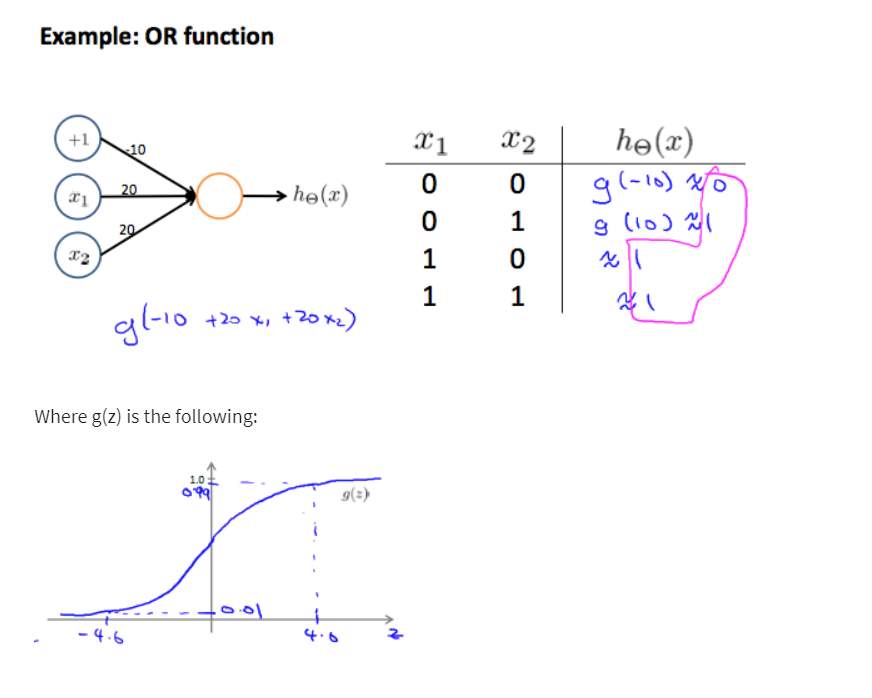 Example: OR function
+1
-10
x1
20
hΘ(x)
x2
20
g(-10 +20 x1 +20 x2)
x1 x2 hΘ(x)
0 0 g(-10) ≈ 0
0 1 g(10) ≈ 1
1 0 ≈ 1
1 1 ≈ 1
Where g(z) is the following:
1.0
0.99
g(z)
0.01
-4.6 4.6 z